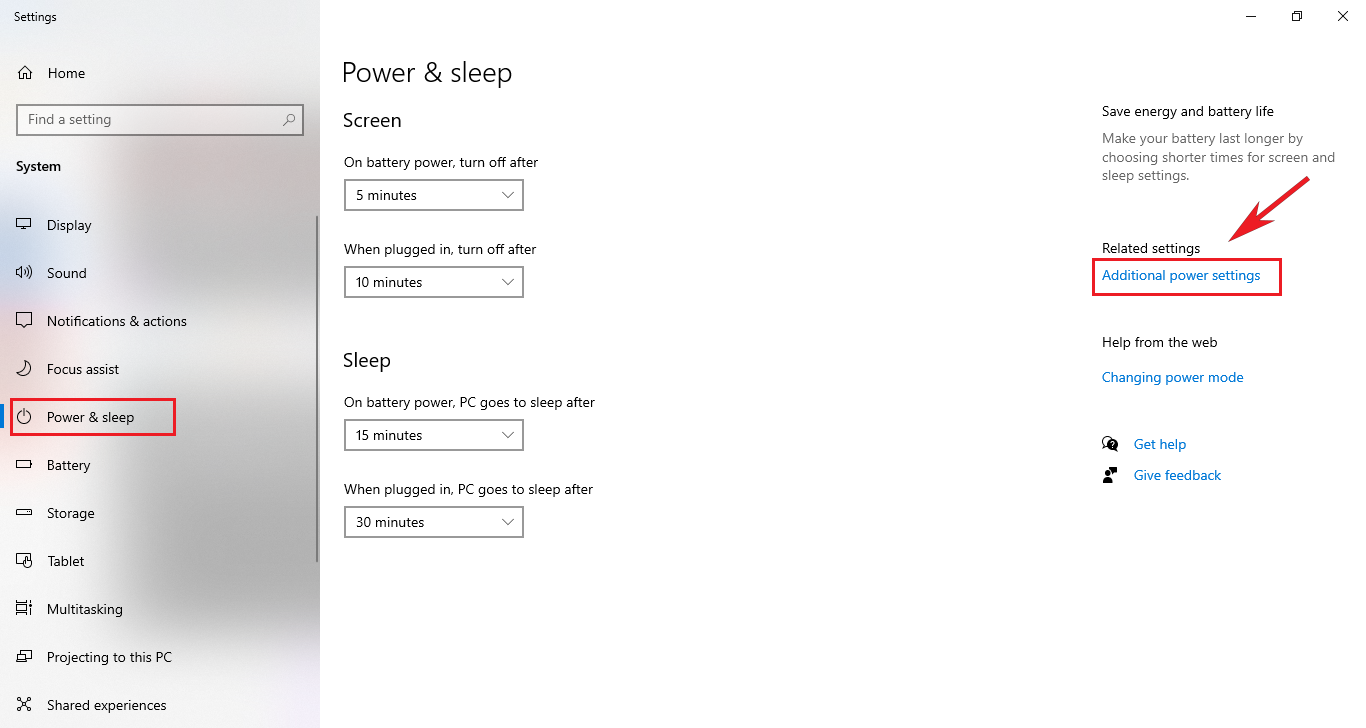 Settings
Home
Find a setting
System
Display
Sound
Notifications & actions
Focus assist
Power & sleep
Battery
Storage
Tablet
Multitasking
Projecting to this PC
Shared experiences
Power & sleep
Screen
On battery power, turn off after
5 minutes
When plugged in, turn off after
10 minutes
Sleep
On battery power, PC goes to sleep after
15 minutes
When plugged in, PC goes to sleep after
30 minutes
Save energy and battery life
Make your battery last longer by
choosing shorter times for screen and
sleep settings.
Related settings
Additional power settings
Help from the web
Changing power mode
Get help
Give feedback